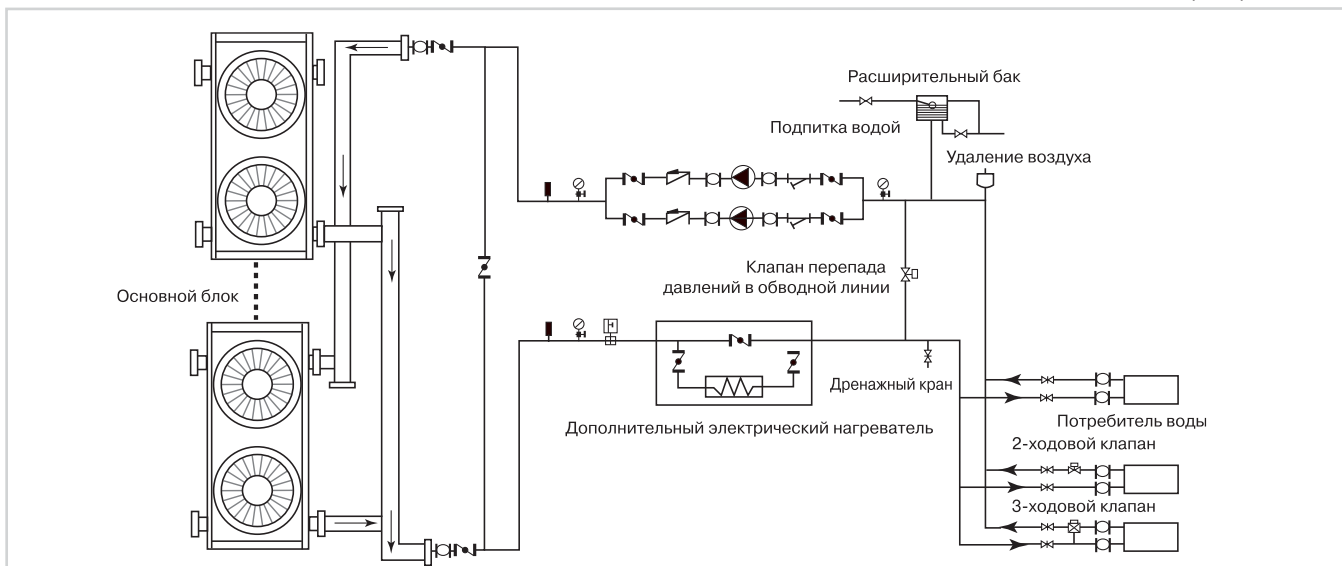 Расширительный бак
Подпитка водой
Удаление воздуха
Клапан перепада
давлений в обводной линии
Основной блок
Дренажный кран
Дополнительный электрический нагреватель
Потребитель воды
2-ходовой клапан
3-ходовой клапан